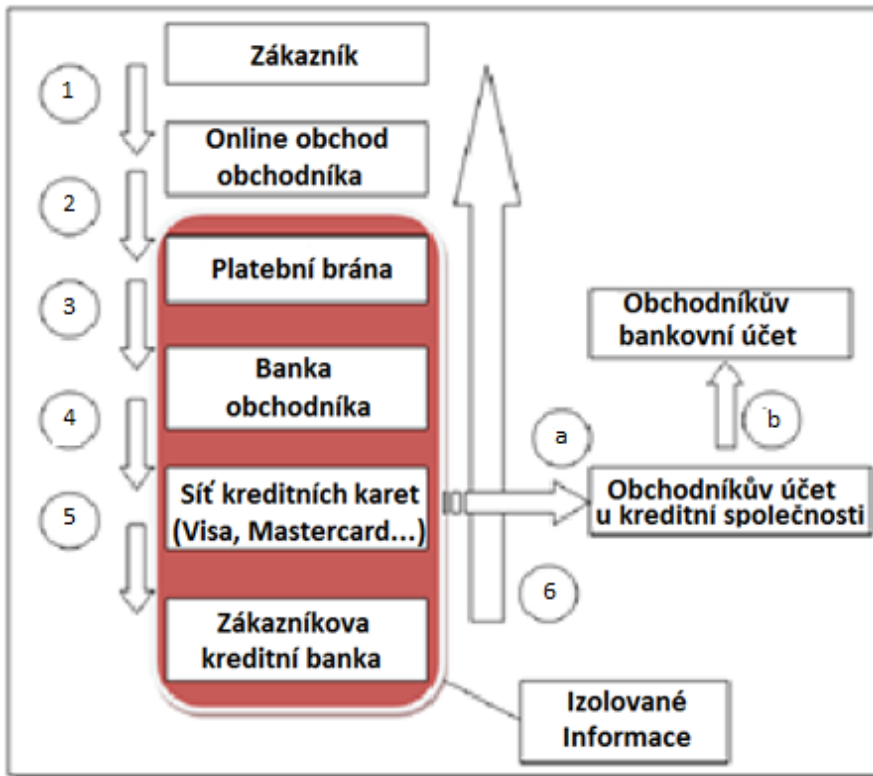 Zákazník
1
Online obchod
obchodníka
2
Platební brána
3
Obchodníkův
bankovní účet
Banka
obchodníka
4
a
b
Síť kreditních karet
(Visa, Mastercard...)
5
Obchodníkův účet
u kreditní společnosti
6
Zákazníkova
kreditní banka
Izolované
Informace